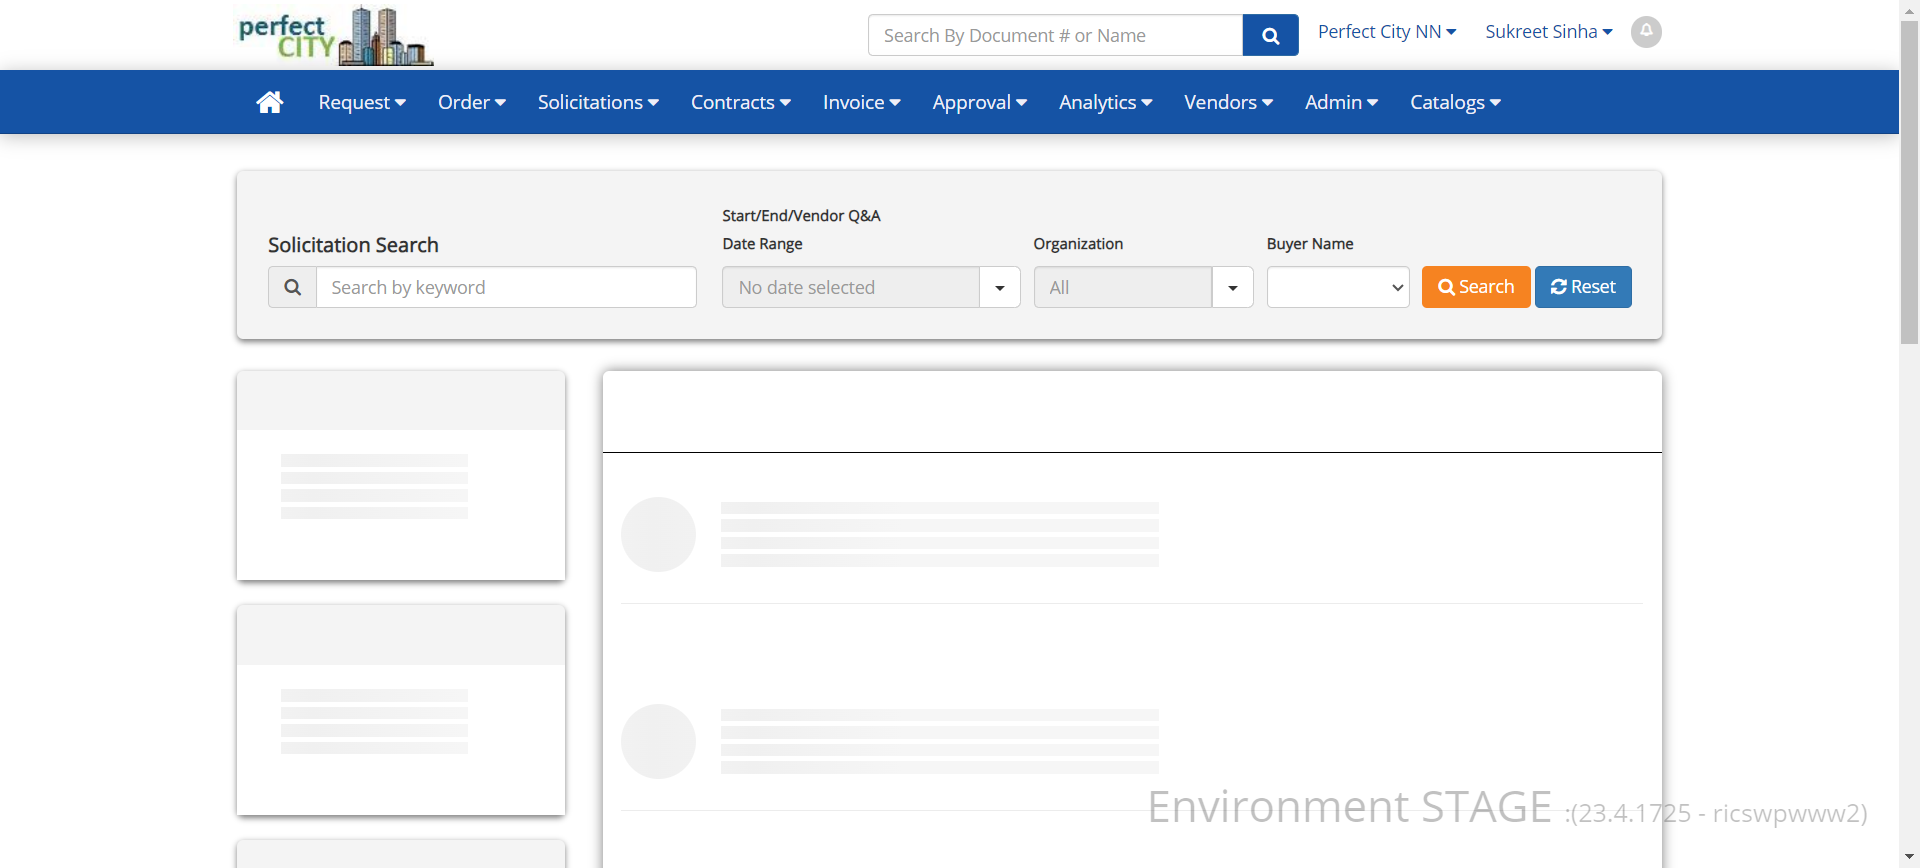 perfect
CITY
Search By Document # or Name
Perfect City NN
Sukreet Sinha
Request
Order
Solicitations
Contracts
Invoice
Approval
Analytics
Vendors
Admin
Catalogs
Solicitation Search
Search by keyword
Start/End/Vendor Q&A
Date Range
No date selected
Organization
All
Buyer Name
Search
Reset
Environment STAGE :(23.4.1725 - ricswpwww2)